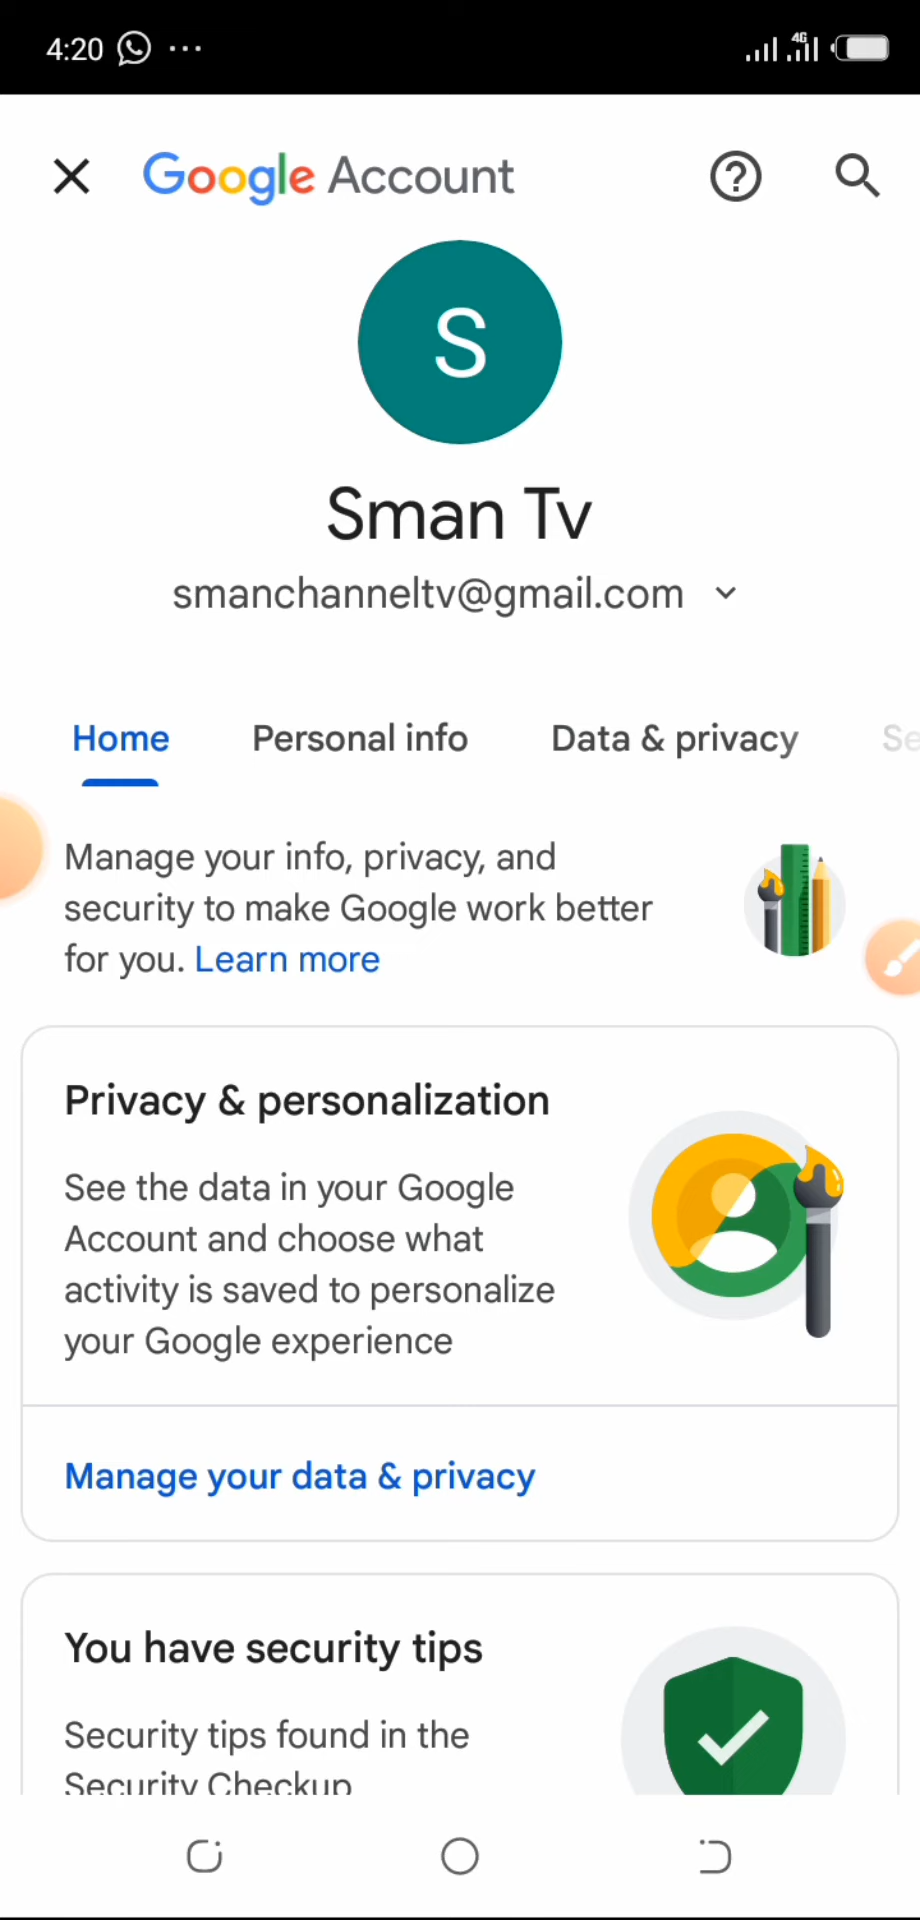 4:20
4G
Google Account
S
Sman Tv
smanchanneltv@gmail.com
Home Personal info Data & privacy Se
Manage your info, privacy, and
security to make Google work better
for you. Learn more
Privacy & personalization
See the data in your Google
Account and choose what
activity is saved to personalize
your Google experience
Manage your data & privacy
You have security tips
Security tips found in the
Security Checkup